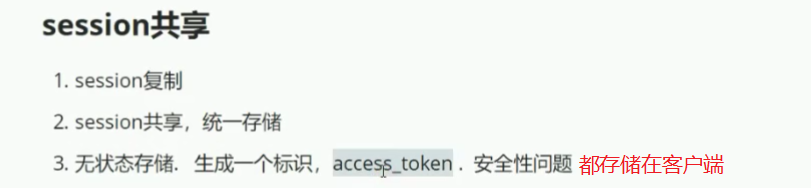 session共享
1. session复制
2. session共享，统一存储
3. 无状态存储. 生成一个标识，access_token . 安全性问题 都存储在客户端